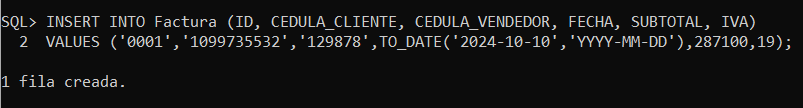 SQL> INSERT INTO Factura (ID, CEDULA_CLIENTE, CEDULA_VENDEDOR, FECHA, SUBTOTAL, IVA)
2 VALUES ('0001','1099735532','129878',TO_DATE('2024-10-10','YYYY-MM-DD'),287100,19);
1 fila creada.